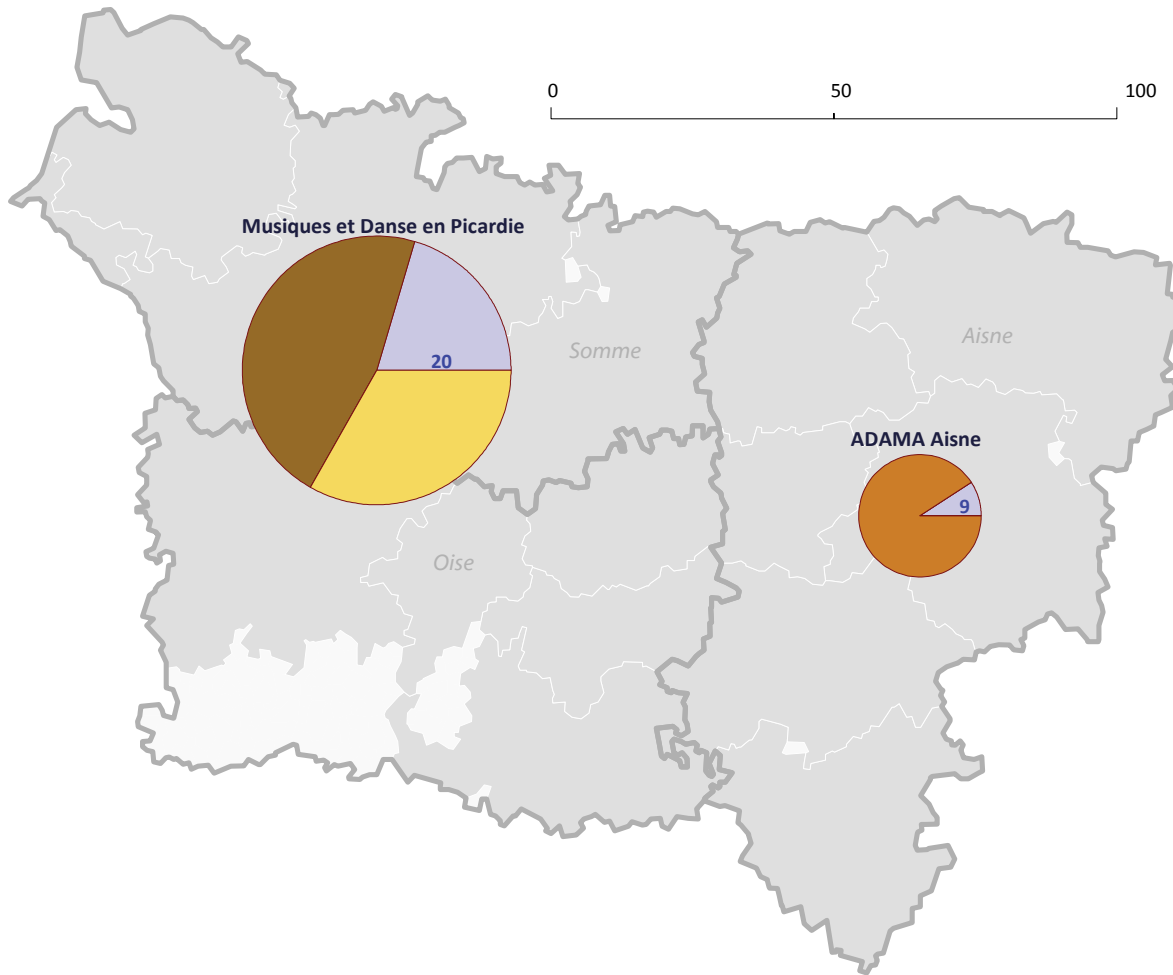 0 50 100
Musiques et Danse en Picardie
Somme
Aisne
20
ADAMA Aisne
9
Oise